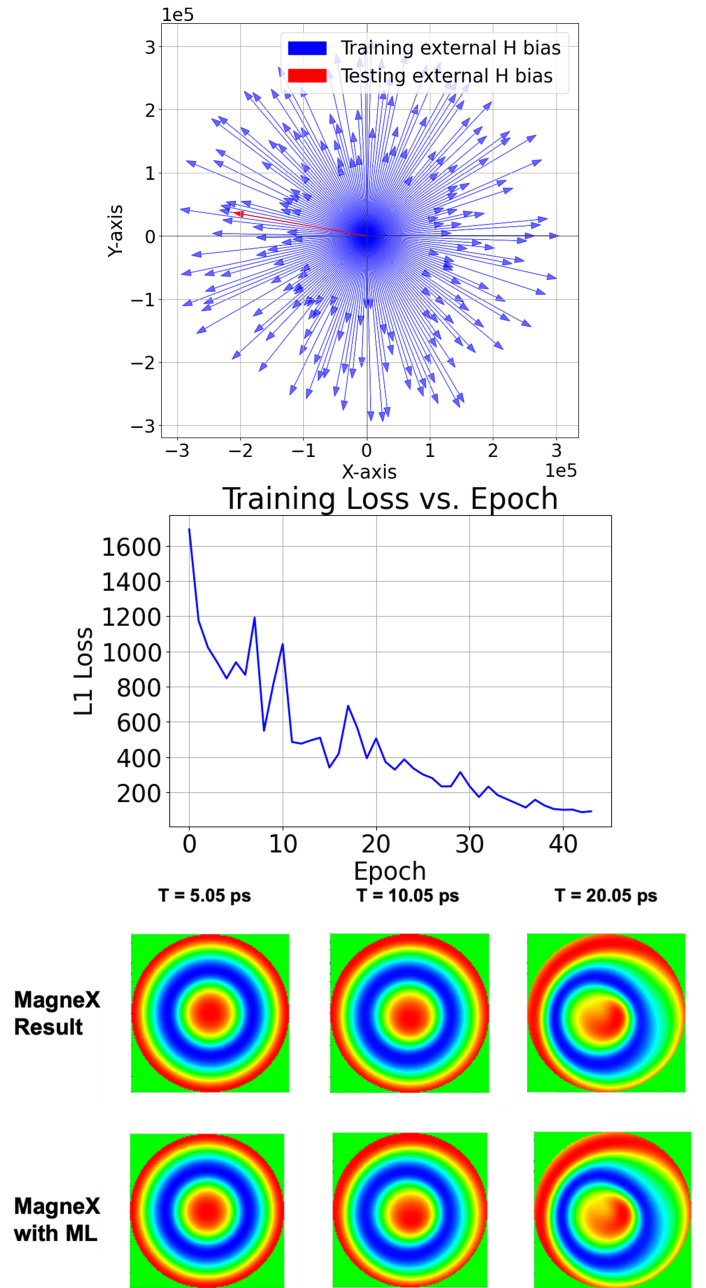 1e5
Training external H bias
Testing external H bias
3
2
1
0
−1
−2
−3
Y-axis
−3 −2 −1 0 1 2 3
X-axis
1e5
Training Loss vs. Epoch
1600
1400
1200
1000
800
600
400
200
L1 Loss
0 10 20 30 40
Epoch
T = 5.05 ps T = 10.05 ps T = 20.05 ps
MagneX
Result
MagneX
with ML